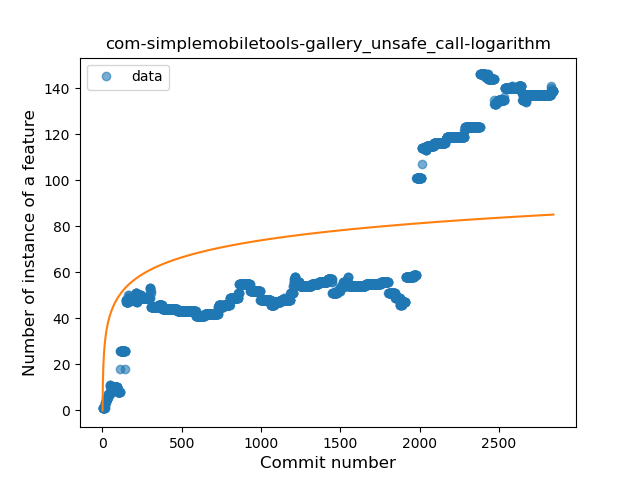 com-simplemobiletools-gallery_unsafe_call-logarithm
data
Number of instance of a feature
140
120
100
80
60
40
20
0
0 500 1000 1500 2000 2500
Commit number